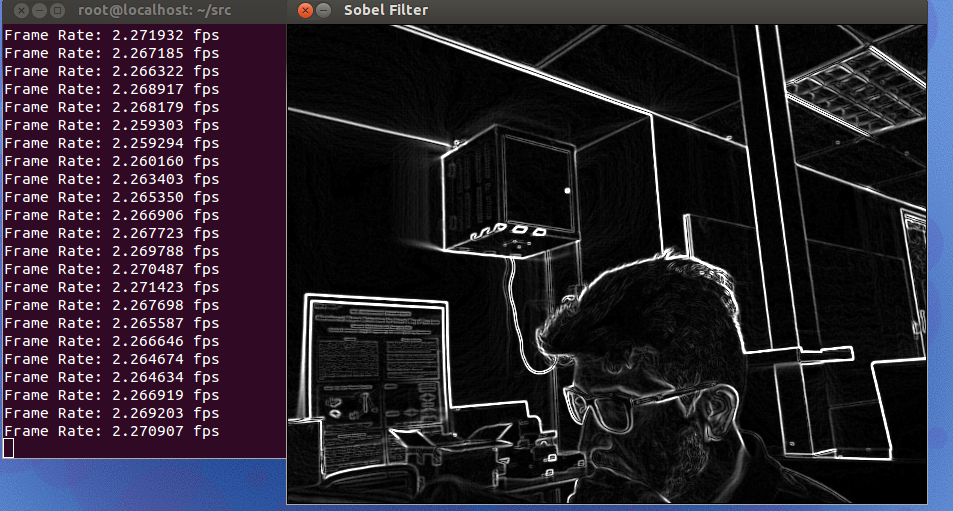 root@localhost: ~/src
Sobel Filter
Frame Rate: 2.271932 fps
Frame Rate: 2.267185 fps
Frame Rate: 2.266322 fps
Frame Rate: 2.268917 fps
Frame Rate: 2.268179 fps
Frame Rate: 2.259303 fps
Frame Rate: 2.259294 fps
Frame Rate: 2.260160 fps
Frame Rate: 2.263403 fps
Frame Rate: 2.265350 fps
Frame Rate: 2.266906 fps
Frame Rate: 2.267723 fps
Frame Rate: 2.269788 fps
Frame Rate: 2.270487 fps
Frame Rate: 2.271423 fps
Frame Rate: 2.267698 fps
Frame Rate: 2.265587 fps
Frame Rate: 2.266646 fps
Frame Rate: 2.264674 fps
Frame Rate: 2.264634 fps
Frame Rate: 2.266919 fps
Frame Rate: 2.269203 fps
Frame Rate: 2.270907 fps